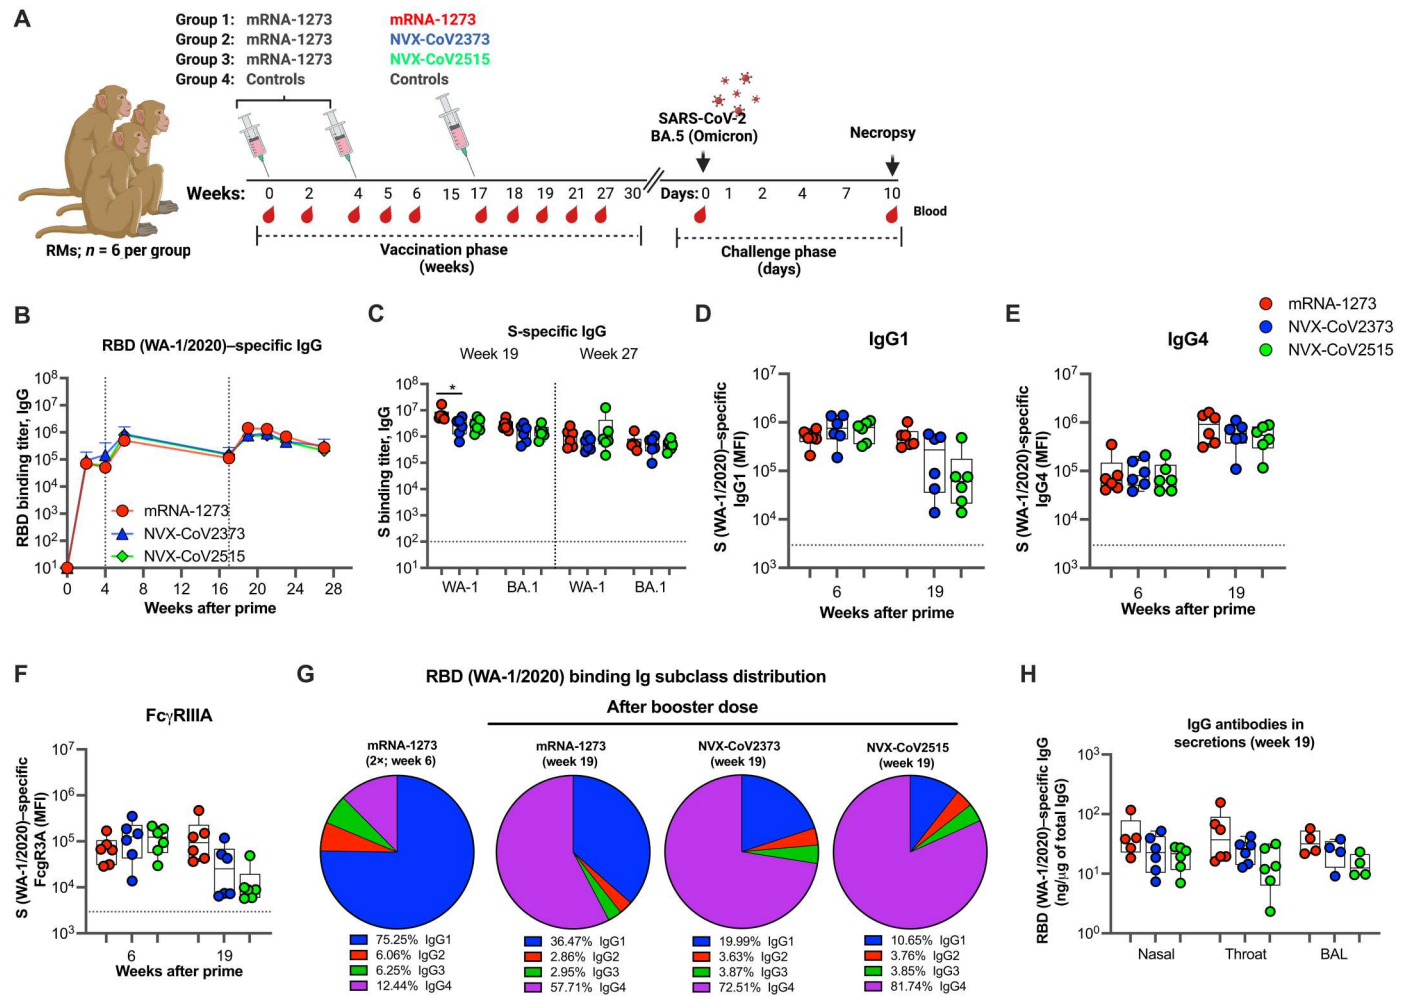 A
Group 1: mRNA-1273 mRNA-1273
Group 2: mRNA-1273 NVX-CoV2373
Group 3: mRNA-1273 NVX-CoV2515
Group 4: Controls Controls
SARS-CoV-2
BA.5 (Omicron)
Necropsy
Weeks: 0 2 4 5 6 15 17 18 19 21 27 30 Days: 0 1 2 4 7 10
Blood
RMs; n = 6 per group
Vaccination phase
(weeks)
Challenge phase
(days)
B
RBD (WA-1/2020)–specific IgG
RBD binding titer, IgG
10^8
10^7
10^6
10^5
10^4
10^3
10^2
10^1
mRNA-1273
NVX-CoV2373
NVX-CoV2515
0 4 8 12 16 20 24 28
Weeks after prime
C
S-specific IgG
Week 19 Week 27
S binding titer, IgG
10^8
10^7
10^6
10^5
10^4
10^3
10^2
10^1
*
WA-1 BA.1 WA-1 BA.1
D
IgG1
S (WA-1/2020)–specific
IgG1 (MFI)
10^7
10^6
10^5
10^4
10^3
6 19
Weeks after prime
E
IgG4
S (WA-1/2020)-specific
IgG4 (MFI)
10^7
10^6
10^5
10^4
10^3
6 19
Weeks after prime
mRNA-1273
NVX-CoV2373
NVX-CoV2515
F
FcγRIIIA
S (WA-1/2020)–specific
FcgR3A (MFI)
10^7
10^6
10^5
10^4
10^3
6 19
Weeks after prime
G
RBD (WA-1/2020) binding Ig subclass distribution
After booster dose
mRNA-1273
(2×; week 6)
75.25% IgG1
6.06% IgG2
6.25% IgG3
12.44% IgG4
mRNA-1273
(week 19)
36.47% IgG1
2.86% IgG2
2.95% IgG3
57.71% IgG4
NVX-CoV2373
(week 19)
19.99% IgG1
3.63% IgG2
3.87% IgG3
72.51% IgG4
NVX-CoV2515
(week 19)
10.65% IgG1
3.76% IgG2
3.85% IgG3
81.74% IgG4
H
IgG antibodies in
secretions (week 19)
RBD (WA-1/2020)–specific IgG
(ng/µg of total IgG)
10^3
10^2
10^1
10^0
Nasal Throat BAL